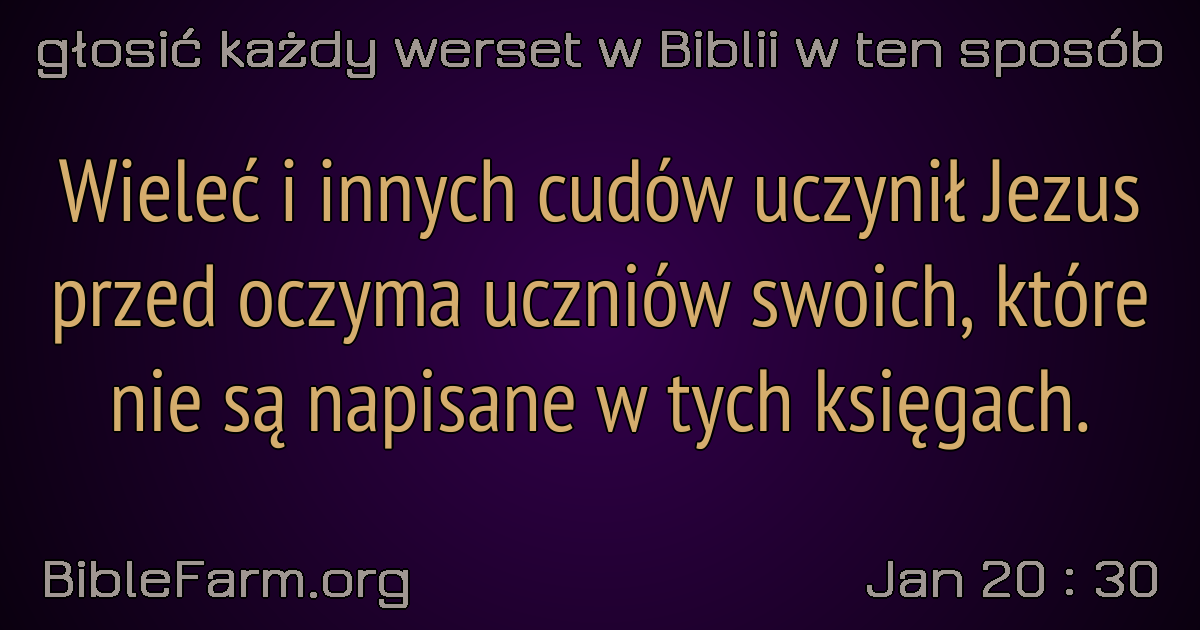 głosić każdy werset w Biblii w ten sposób
Wieleć i innych cudów uczynił Jezus
przed oczyma uczniów swoich, które
nie są napisane w tych księgach.
BibleFarm.org
Jan 20 : 30